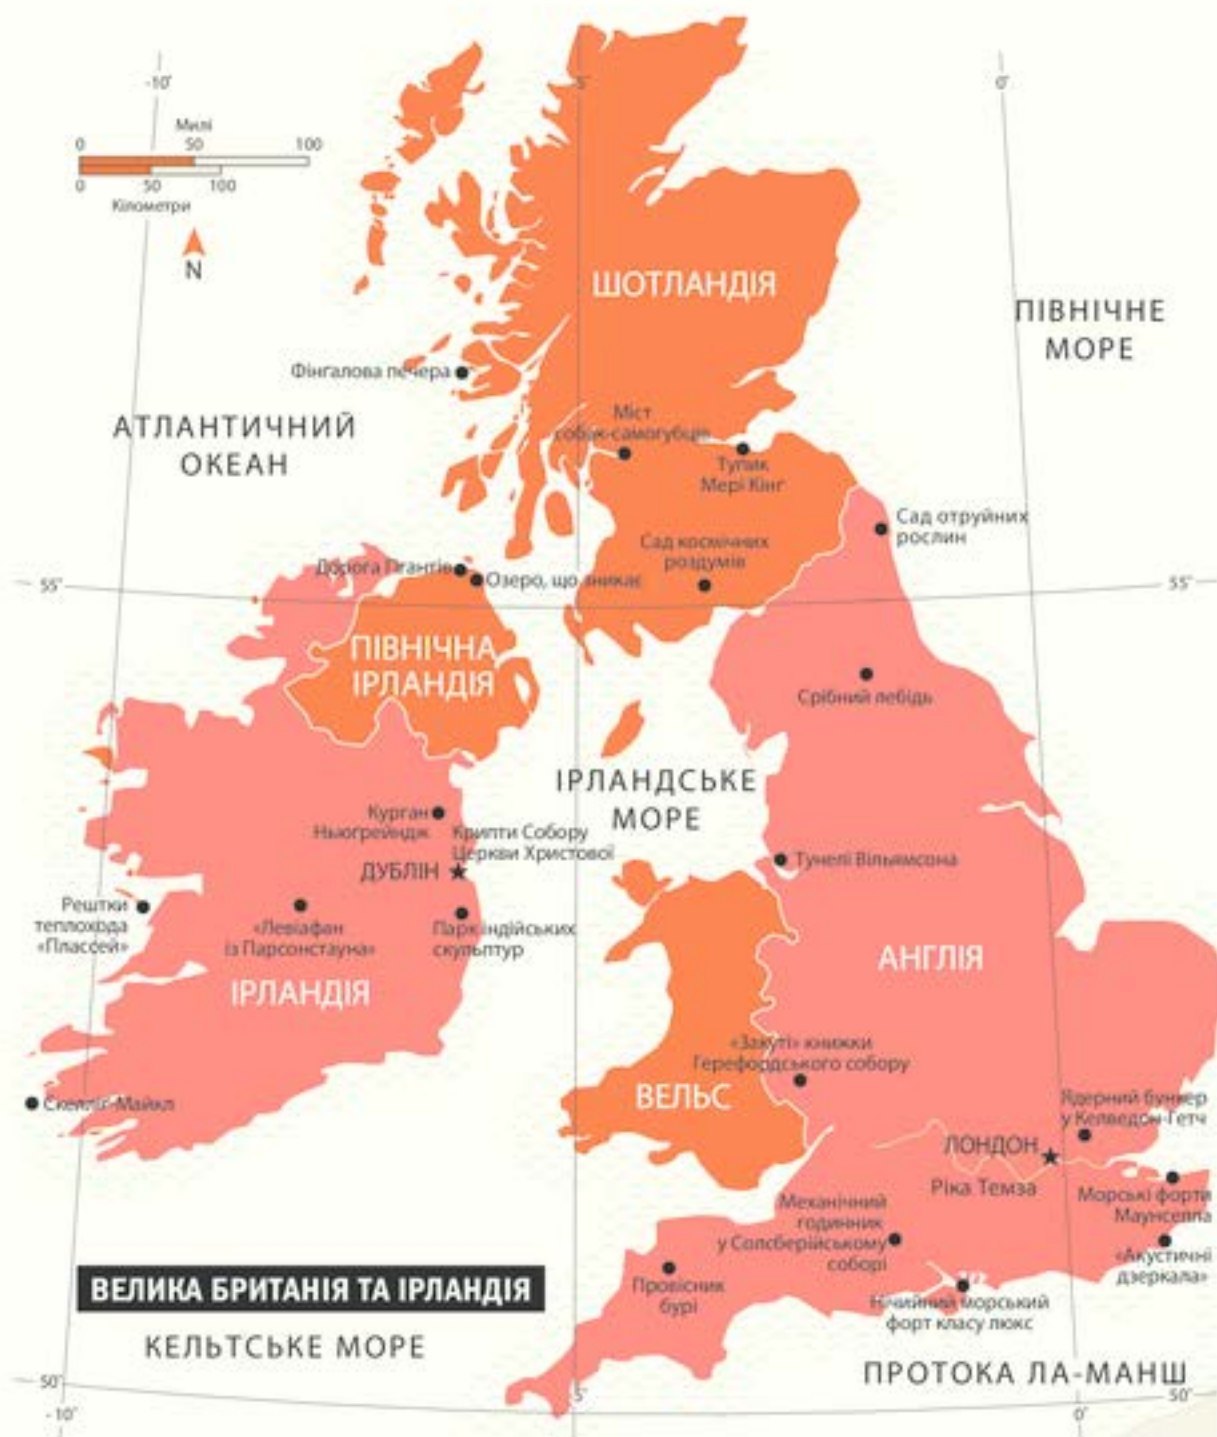 -10°
5°
0°
Милі
0
50
100
0
50
100
Кілометри
N
ШОТЛАНДІЯ
ПІВНІЧНЕ
МОРЕ
Фінгалова печера
АТЛАНТИЧНИЙ
ОКЕАН
Міст
собак-самогубців
Тупик
Мері Кінг
Сад отруйних
рослин
Сад космічних
роздумів
Дорога Гігантів
Озеро, що зникає
55°
55°
ПІВНІЧНА
ІРЛАНДІЯ
Срібний лебідь
ІРЛАНДСЬКЕ
МОРЕ
Курган
Ньюгрейндж
Крипти Собору
Церкви Христової
ДУБЛІН
Тунелі Вільямсона
Рештки
теплохода
«Плассей»
«Левіафан
із Парсонстауна»
Парк індійських
скульптур
ІРЛАНДІЯ
АНГЛІЯ
«Закуті» книжки
Герефордського собору
ВЕЛЬС
Скелліг-Майкл
Ядерний бункер
у Келведон-Гетч
ЛОНДОН
Ріка Темза
Морські форти
Маунселла
Механічний
годинник
у Солсберійському
соборі
«Акустичні
дзеркала»
Провісник
бурі
Нічийний морський
форт класу люкс
ВЕЛИКА БРИТАНІЯ ТА ІРЛАНДІЯ
КЕЛЬТСЬКЕ МОРЕ
ПРОТОКА ЛА-МАНШ
50°
50°
-10°
5°
0°